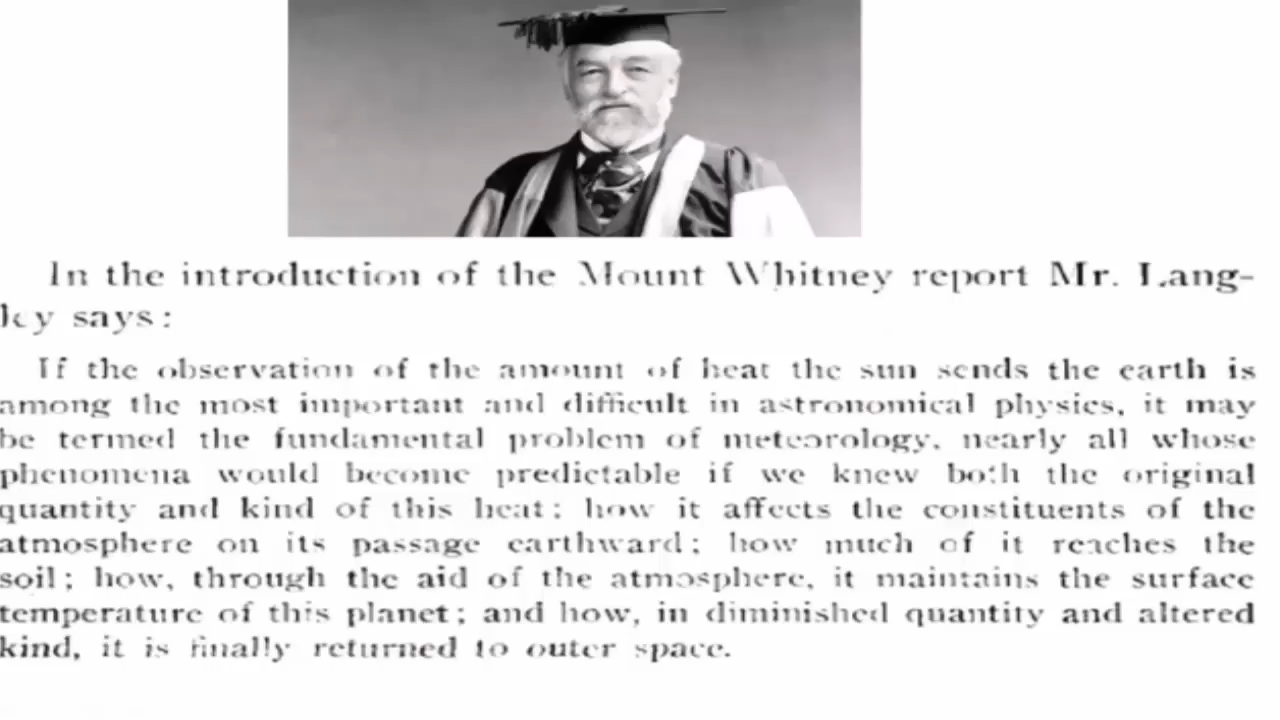 In the introduction of the Mount Whitney report Mr. Lang-
ley says:
If the observation of the amount of heat the sun sends the earth is
among the most important and difficult in astronomical physics, it may
be termed the fundamental problem of meteorology, nearly all whose
phenomena would become predictable if we knew both the original
quantity and kind of this heat; how it affects the constituents of the
atmosphere on its passage earthward; how much of it reaches the
soil; how, through the aid of the atmosphere, it maintains the surface
temperature of this planet; and how, in diminished quantity and altered
kind, it is finally returned to outer space.